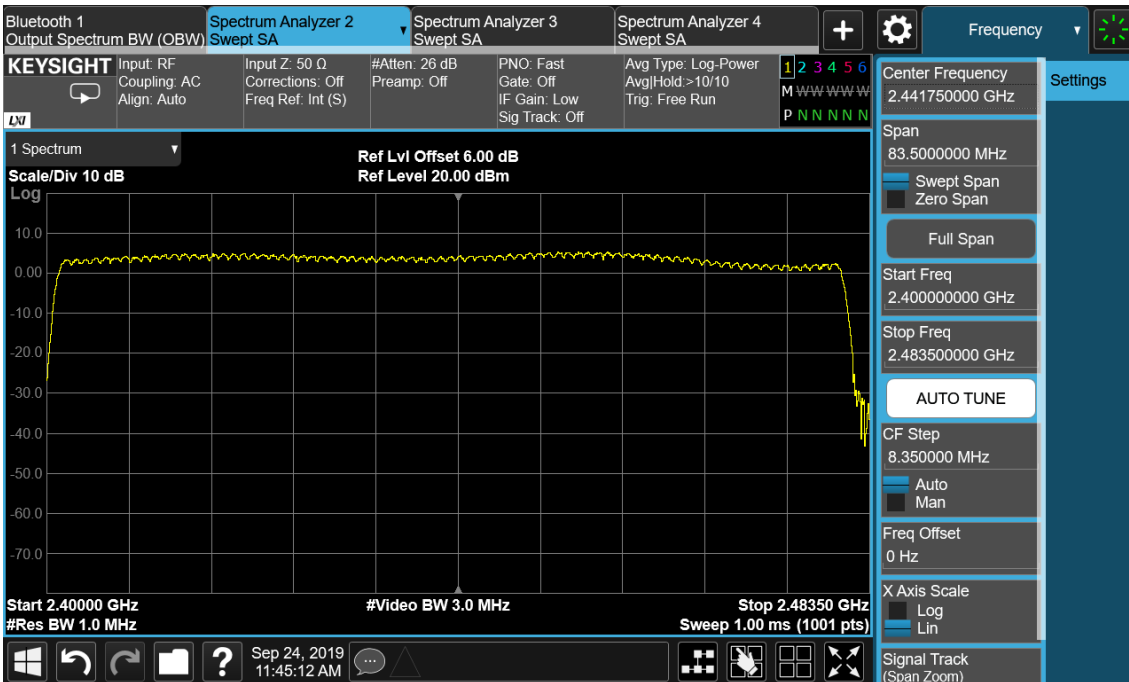 Bluetooth 1
Output Spectrum BW (OBW)
Spectrum Analyzer 2
Swept SA
Spectrum Analyzer 3
Swept SA
Spectrum Analyzer 4
Swept SA
+
Frequency
KEYSIGHT
LXI
Input: RF
Coupling: AC
Align: Auto
Input Z: 50 Ω
Corrections: Off
Freq Ref: Int (S)
#Atten: 26 dB
Preamp: Off
PNO: Fast
Gate: Off
IF Gain: Low
Sig Track: Off
Avg Type: Log-Power
Avg|Hold:>10/10
Trig: Free Run
1 2 3 4 5 6
M W W W W W W
P N N N N N N
1 Spectrum
Scale/Div 10 dB
Log
Ref Lvl Offset 6.00 dB
Ref Level 20.00 dBm
10.0
0.00
-10.0
-20.0
-30.0
-40.0
-50.0
-60.0
-70.0
Start 2.40000 GHz
#Res BW 1.0 MHz
#Video BW 3.0 MHz
Stop 2.48350 GHz
Sweep 1.00 ms (1001 pts)
?
Sep 24, 2019
11:45:12 AM
Center Frequency
2.441750000 GHz
Span
83.5000000 MHz
Swept Span
Zero Span
Full Span
Start Freq
2.400000000 GHz
Stop Freq
2.483500000 GHz
AUTO TUNE
CF Step
8.350000 MHz
Auto
Man
Freq Offset
0 Hz
X Axis Scale
Log
Lin
Signal Track
(Span Zoom)
Settings